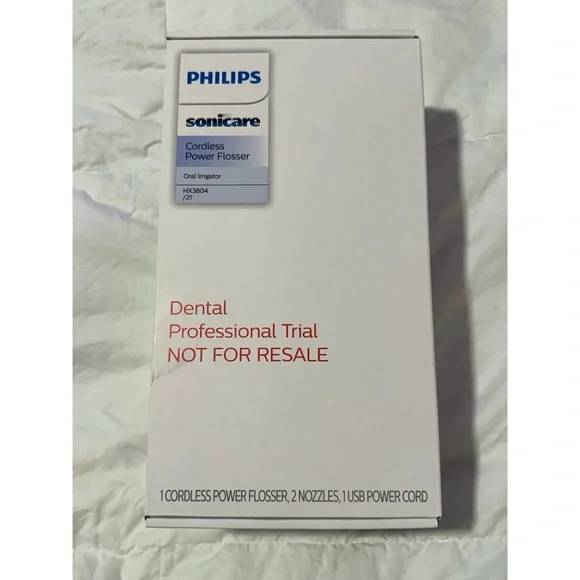 PHILIPS
sonicare
Cordless
Power Flosser
Oral Irrigator
HX3804
/21
Dental
Professional Trial
NOT FOR RESALE
1 CORDLESS POWER FLOSSER, 2 NOZZLES, 1 USB POWER CORD